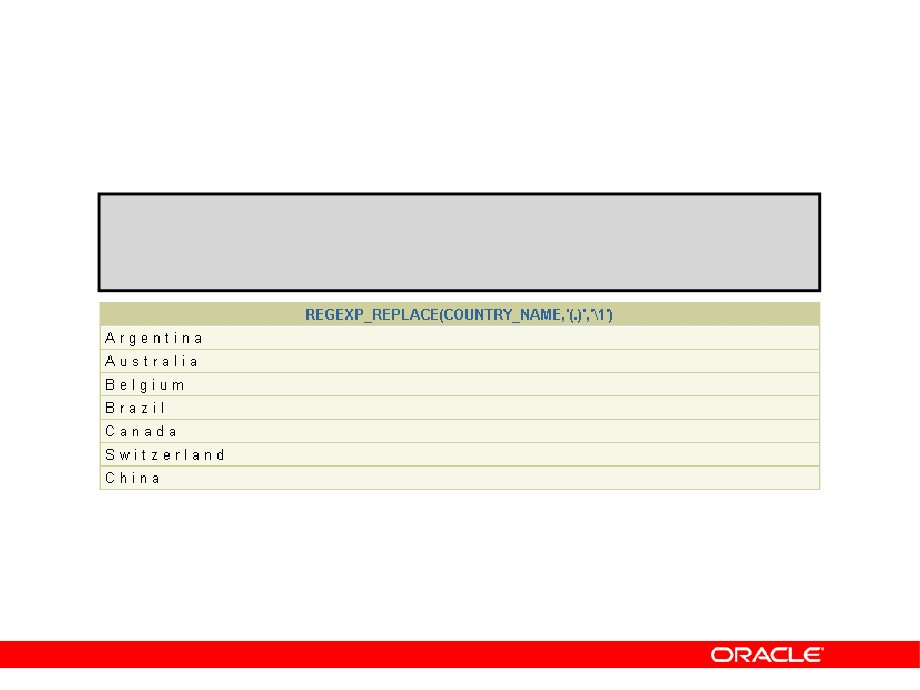 REGEXP_REPLACE(COUNTRY_NAME,'(.)','\1')
A r g e n t i n a
A u s t r a l i a
B e l g i u m
B r a z i l
C a n a d a
S w i t z e r l a n d
C h i n a
ORACLE